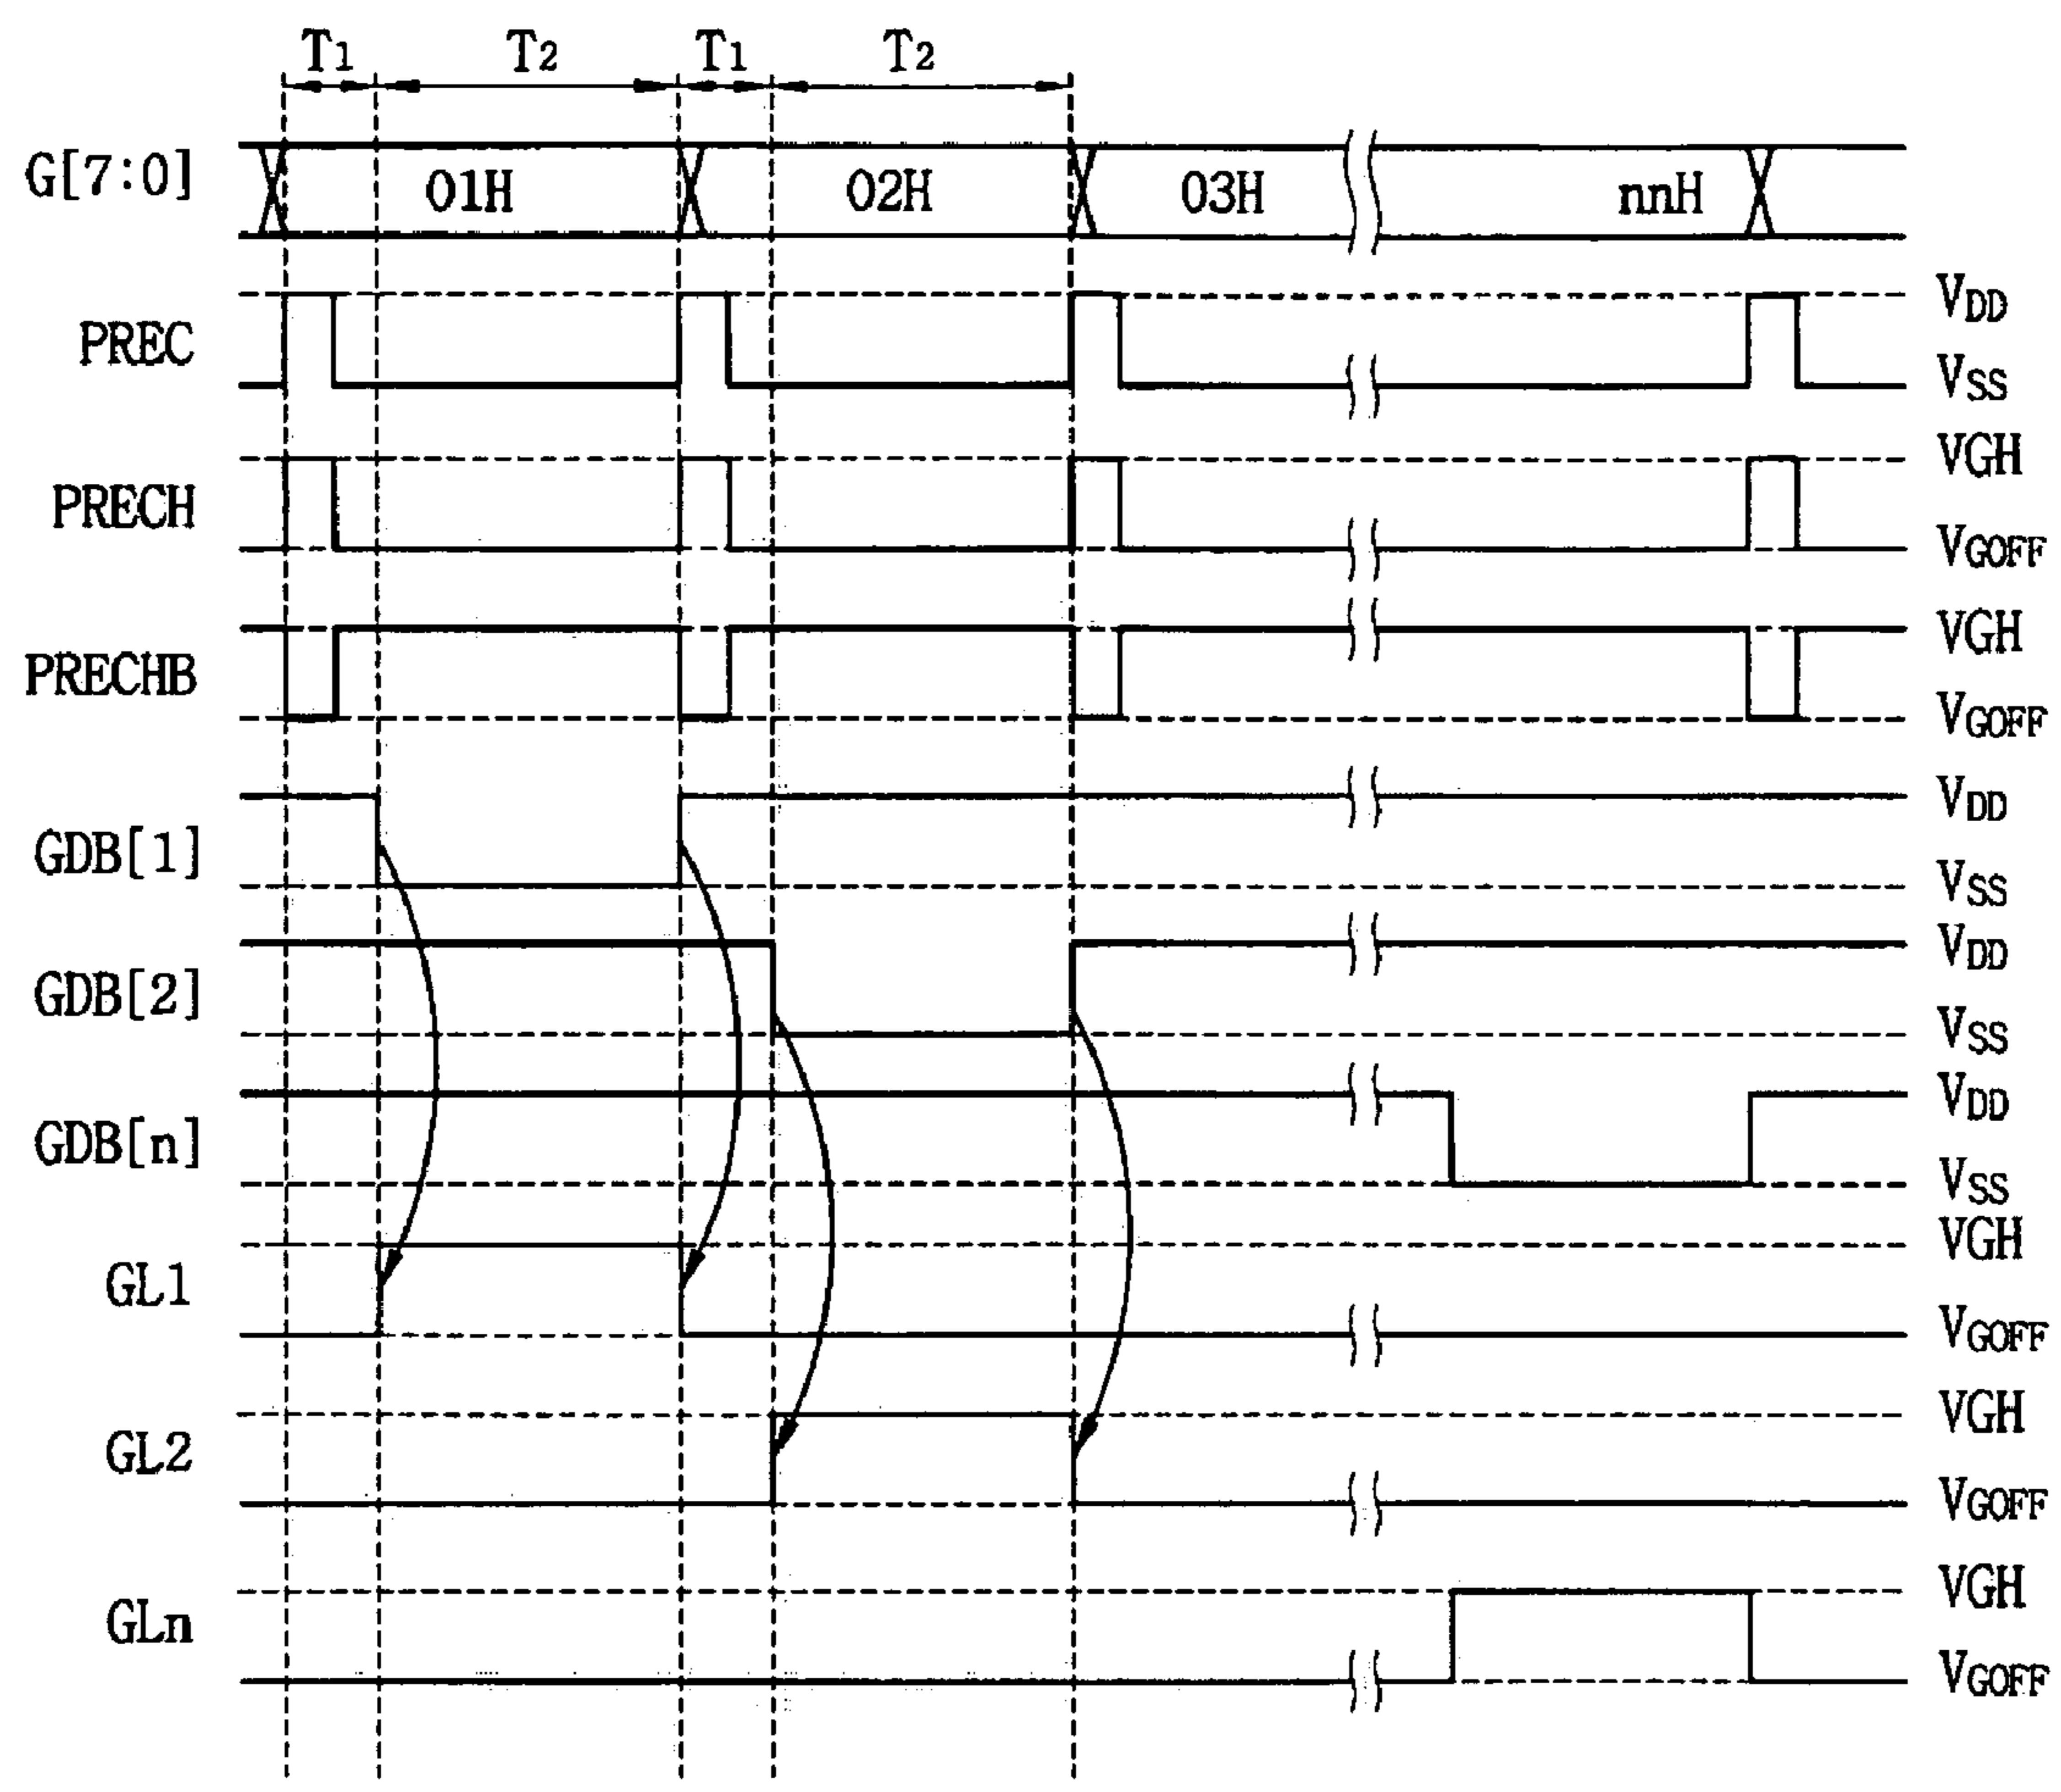 T1 T2 T1 T2
G[7:0] 01H 02H 03H nnH
PREC VDD
VSS
PRECH VGH
VGOFF
PRECHB VGH
VGOFF
GDB[1] VDD
VSS
GDB[2] VDD
VSS
GDB[n] VDD
VSS
GL1 VGH
VGOFF
GL2 VGH
VGOFF
GLn VGH
VGOFF